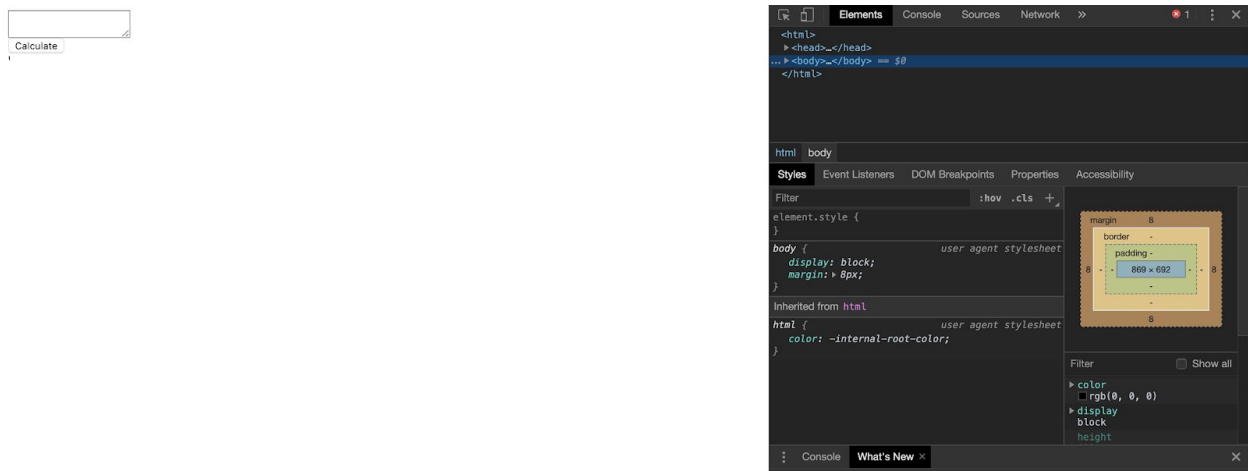 Calculate
Elements Console Sources Network » 1
<html>
<head>…</head>
... <body>…</body> == $0
</html>
html body
Styles Event Listeners DOM Breakpoints Properties Accessibility
Filter :hov .cls +
element.style {
}
body { user agent stylesheet
display: block;
margin: 8px;
}
Inherited from html
html { user agent stylesheet
color: -internal-root-color;
}
margin 8
border -
padding -
8 - - 869 × 692 - - 8
-
-
8
Filter Show all
color
rgb(0, 0, 0)
display
block
height
Console What's New ×